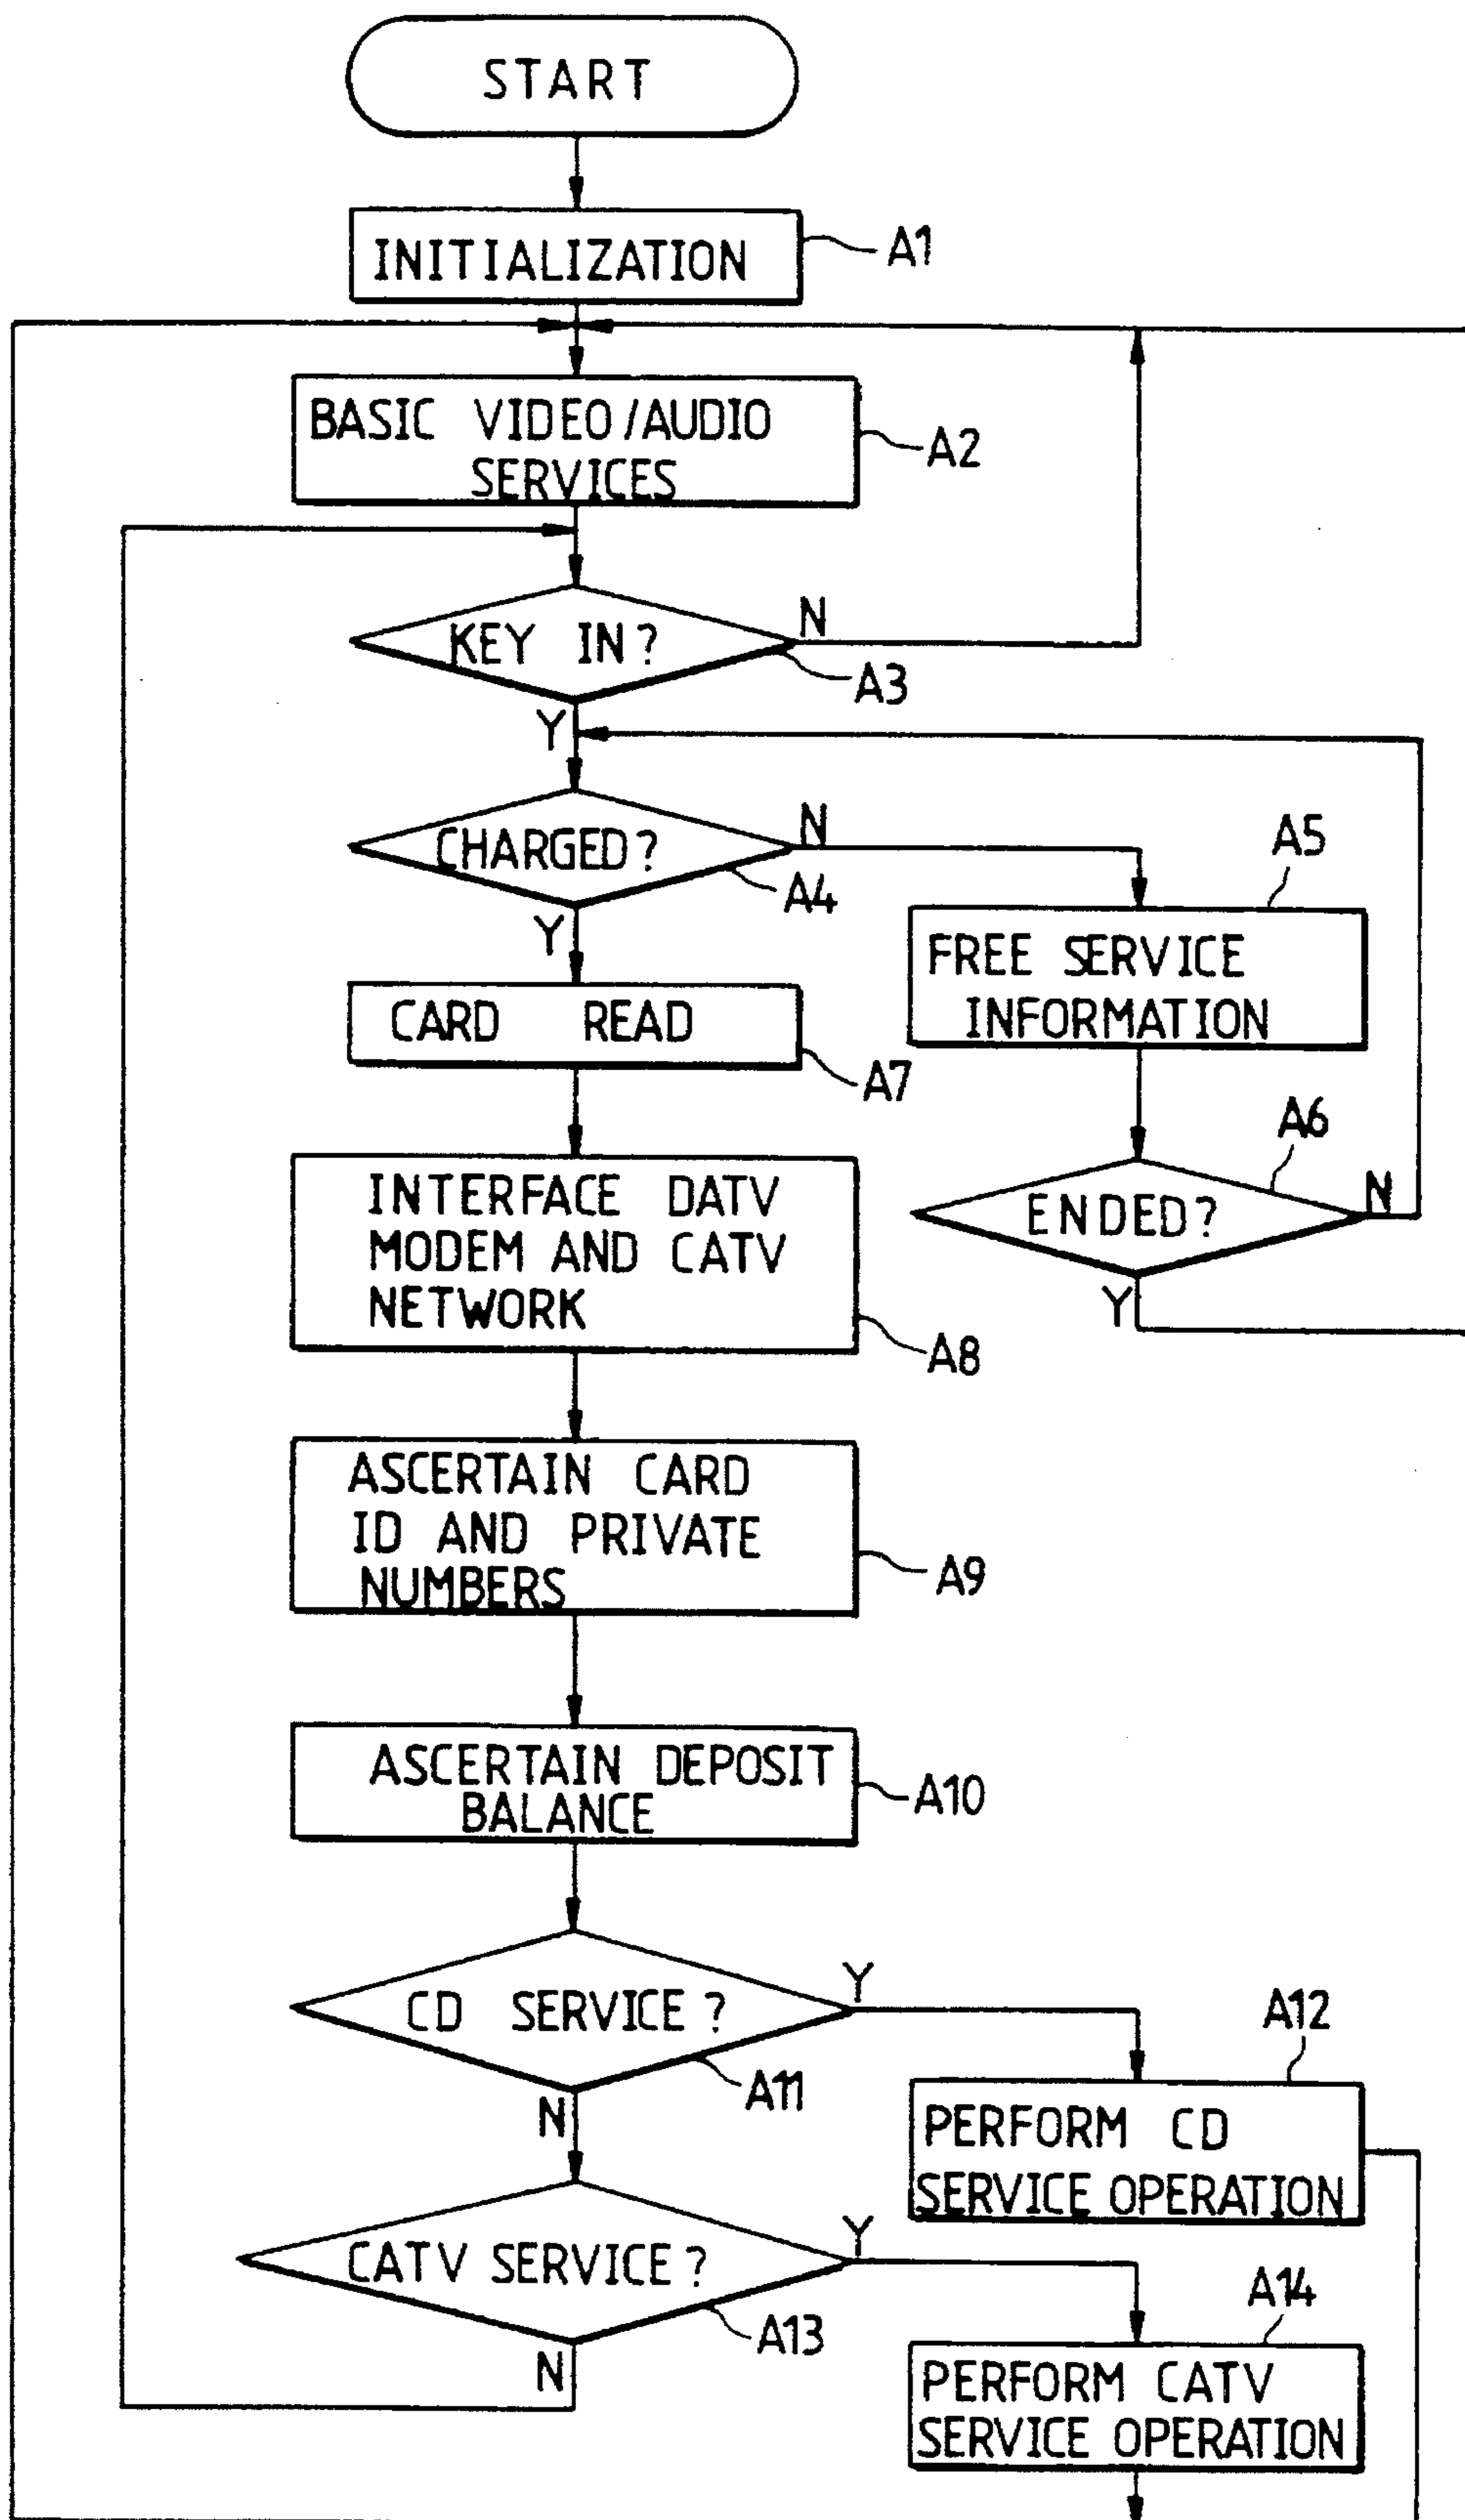 START
INITIALIZATION
A1
BASIC VIDEO/AUDIO
SERVICES
A2
KEY IN?
N
A3
Y
CHARGED?
N
A4
Y
A5
FREE SERVICE
INFORMATION
CARD READ
A7
A6
ENDED?
N
Y
INTERFACE DATV
MODEM AND CATV
NETWORK
A8
ASCERTAIN CARD
ID AND PRIVATE
NUMBERS
A9
ASCERTAIN DEPOSIT
BALANCE
A10
CD SERVICE?
Y
A11
N
A12
PERFORM CD
SERVICE OPERATION
CATV SERVICE?
Y
A13
N
A14
PERFORM CATV
SERVICE OPERATION